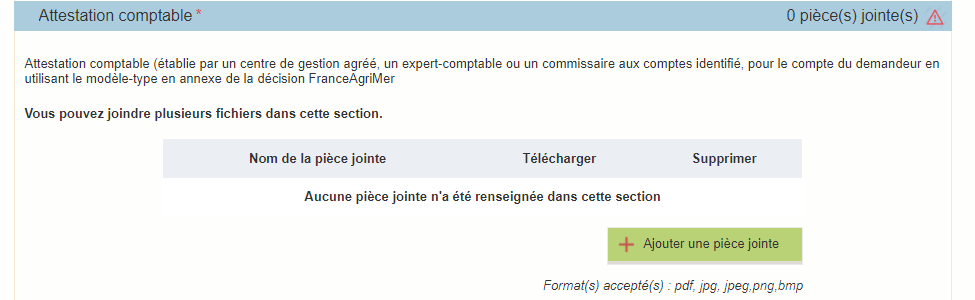 Attestation comptable * 0 pièce(s) jointe(s)
Attestation comptable (établie par un centre de gestion agréé, un expert-comptable ou un commissaire aux comptes identifié, pour le compte du demandeur en
utilisant le modèle-type en annexe de la décision FranceAgriMer
Vous pouvez joindre plusieurs fichiers dans cette section.
Nom de la pièce jointe Télécharger Supprimer
Aucune pièce jointe n'a été renseignée dans cette section
Ajouter une pièce jointe
Format(s) accepté(s) : pdf, jpg, jpeg,png,bmp